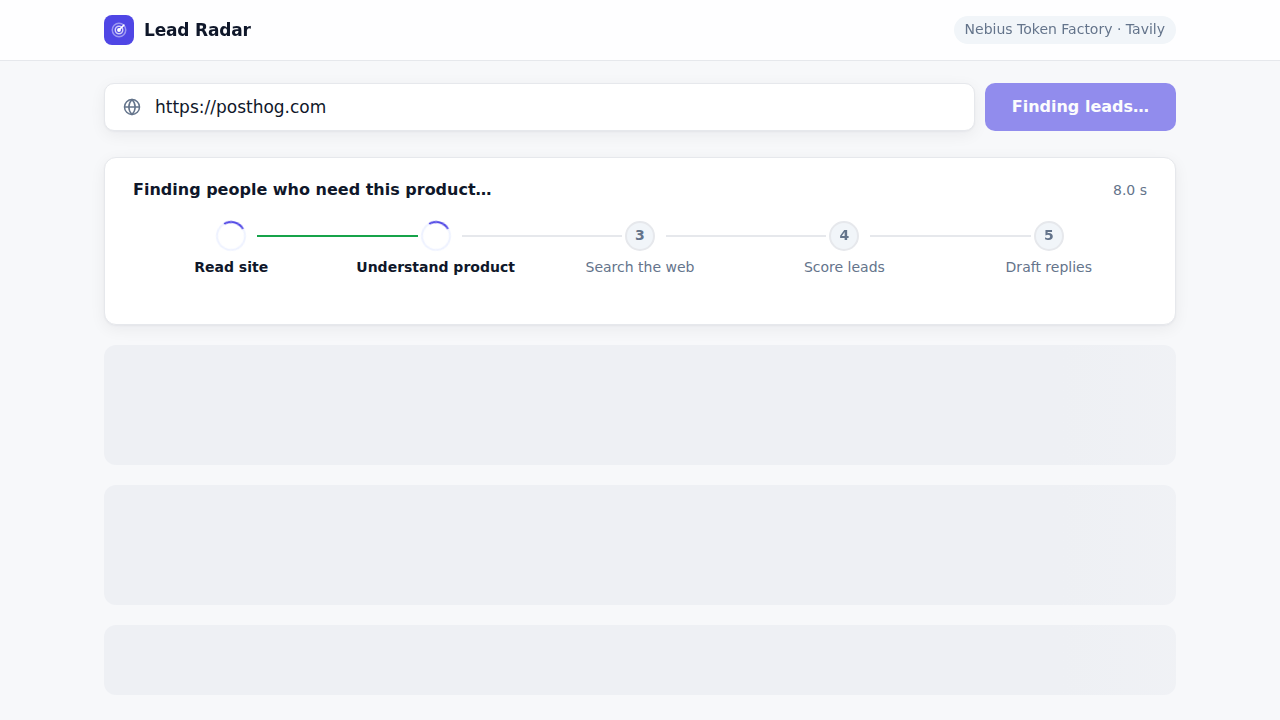 Lead Radar
Nebius Token Factory · Tavily
https://posthog.com
Finding leads…
Finding people who need this product…
8.0 s
3
4
5
Read site
Understand product
Search the web
Score leads
Draft replies